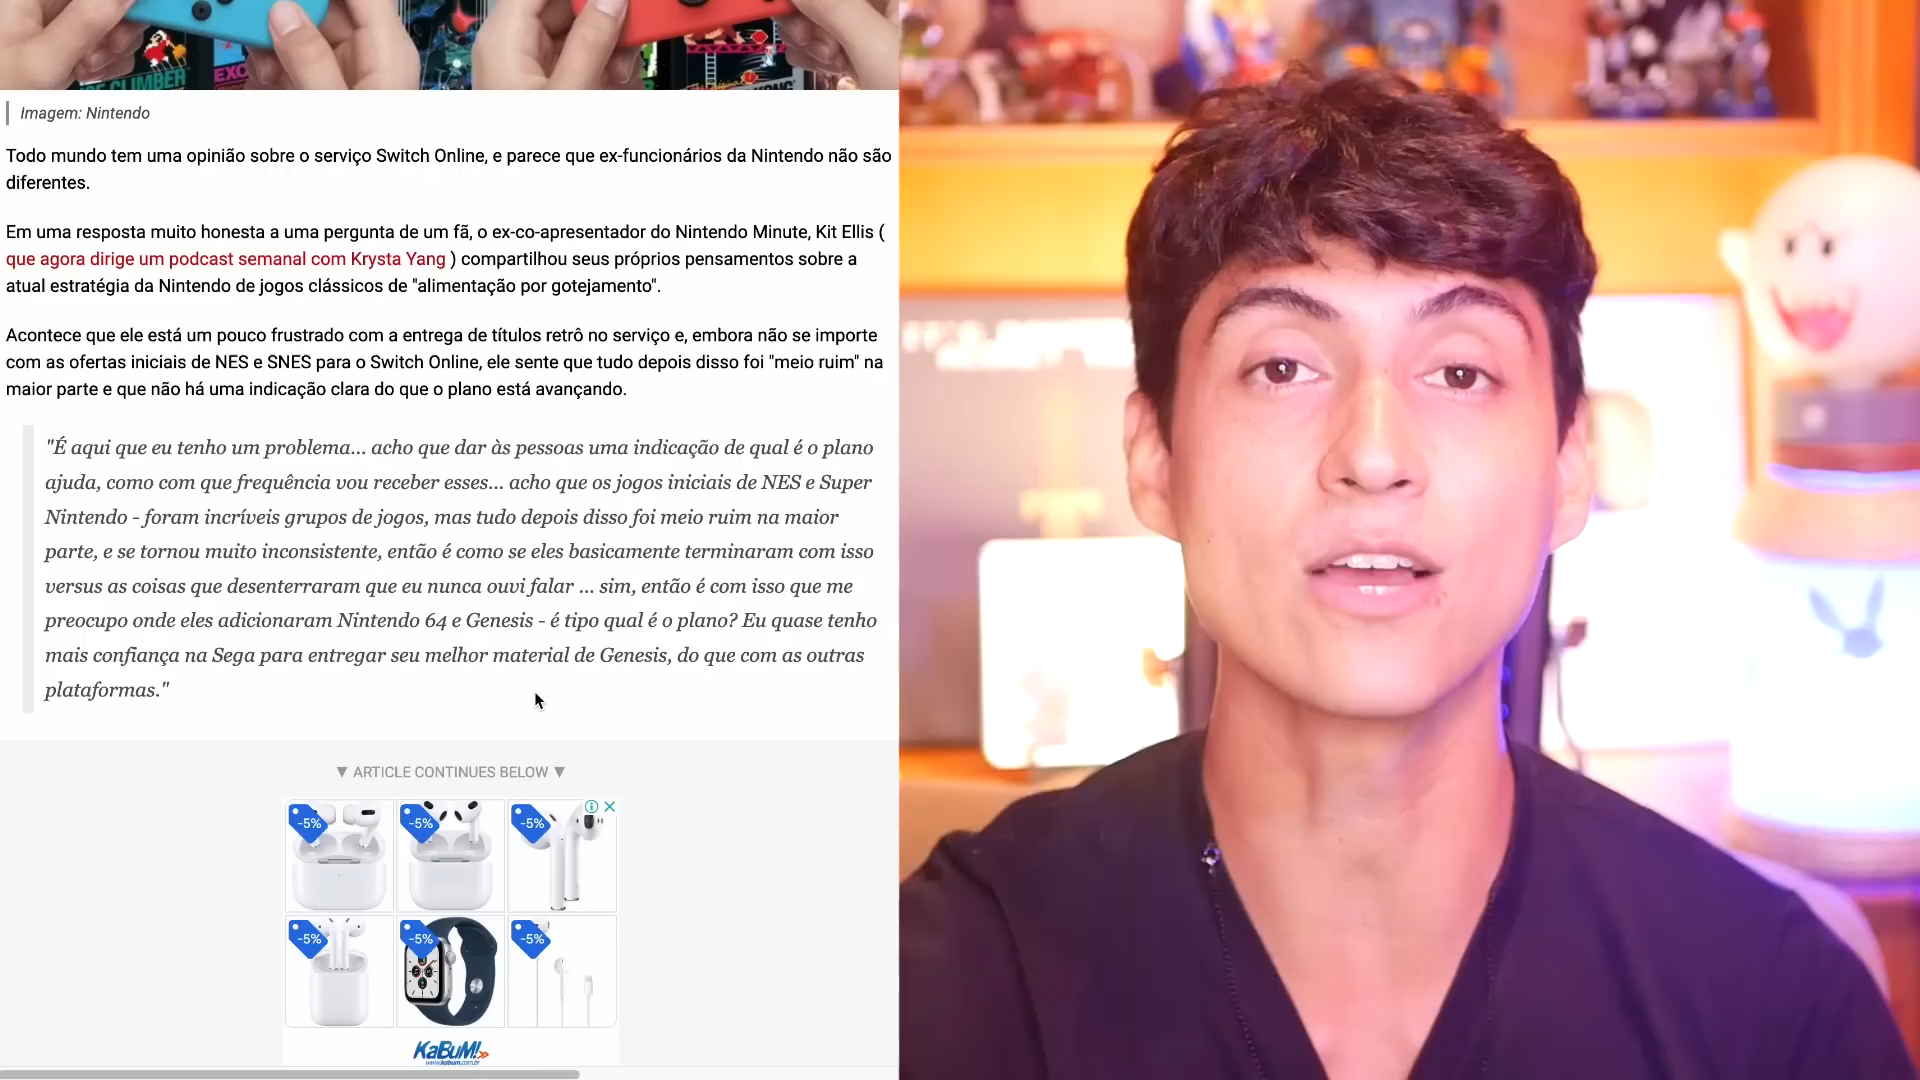 CLIMBER
EXC
Imagem: Nintendo
Todo mundo tem uma opinião sobre o serviço Switch Online, e parece que ex-funcionários da Nintendo não são
diferentes.
Em uma resposta muito honesta a uma pergunta de um fã, o ex-co-apresentador do Nintendo Minute, Kit Ellis (
que agora dirige um podcast semanal com Krysta Yang ) compartilhou seus próprios pensamentos sobre a
atual estratégia da Nintendo de jogos clássicos de "alimentação por gotejamento".
Acontece que ele está um pouco frustrado com a entrega de títulos retrô no serviço e, embora não se importe
com as ofertas iniciais de NES e SNES para o Switch Online, ele sente que tudo depois disso foi "meio ruim" na
maior parte e que não há uma indicação clara do que o plano está avançando.
"É aqui que eu tenho um problema... acho que dar às pessoas uma indicação de qual é o plano
ajuda, como com que frequência vou receber esses... acho que os jogos iniciais de NES e Super
Nintendo - foram incríveis grupos de jogos, mas tudo depois disso foi meio ruim na maior
parte, e se tornou muito inconsistente, então é como se eles basicamente terminaram com isso
versus as coisas que desenterraram que eu nunca ouvi falar ... sim, então é com isso que me
preocupo onde eles adicionaram Nintendo 64 e Genesis - é tipo qual é o plano? Eu quase tenho
mais confiança na Sega para entregar seu melhor material de Genesis, do que com as outras
plataformas."
▼ ARTICLE CONTINUES BELOW ▼
-5% -5% -5%
-5% -5% -5%
KaBuM!
www.kabum.com.br